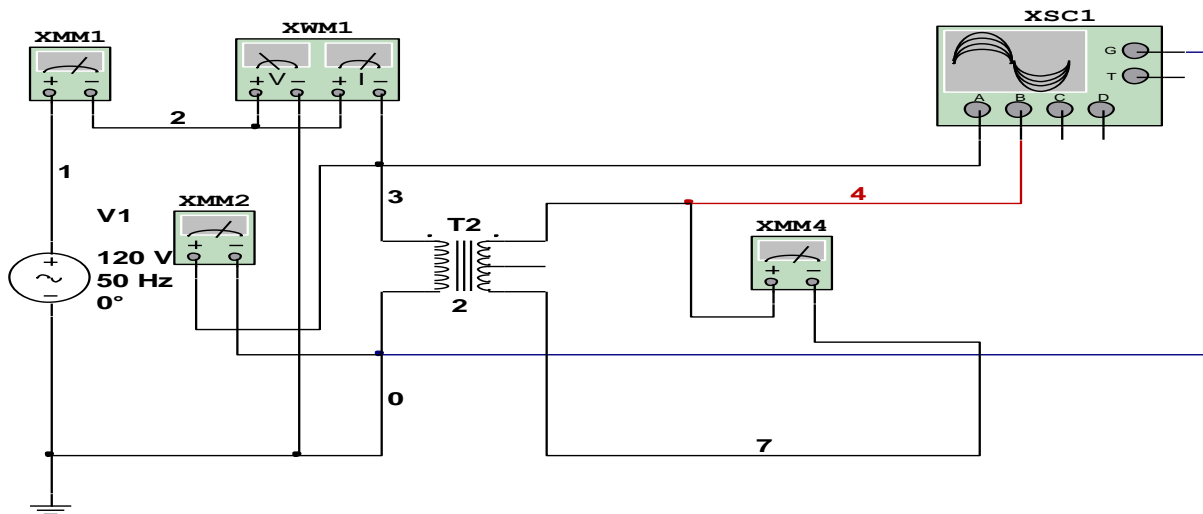 XSC1
XMM1
XWM1
G
T
A B C D
+ − + V − + I −
2
1
3
4
XMM2
V1
+ −
120 V
50 Hz
0°
+
−
T2
2
XMM4
+ −
0
7